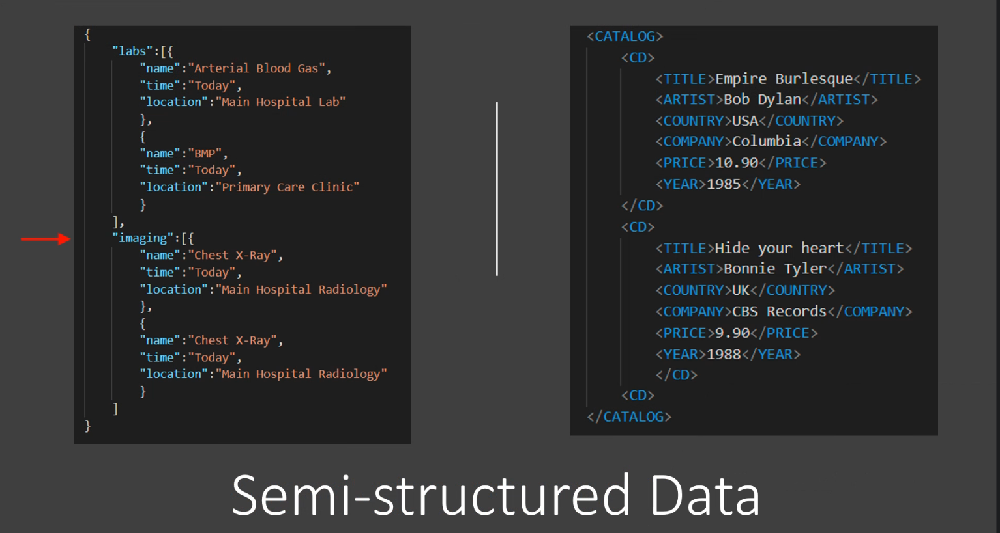 {
"labs":[{
"name":"Arterial Blood Gas",
"time":"Today",
"location":"Main Hospital Lab"
},
{
"name":"BMP",
"time":"Today",
"location":"Primary Care Clinic"
}
],
"imaging":[{
"name":"Chest X-Ray",
"time":"Today",
"location":"Main Hospital Radiology"
},
{
"name":"Chest X-Ray",
"time":"Today",
"location":"Main Hospital Radiology"
}
]
}
<CATALOG>
<CD>
<TITLE>Empire Burlesque</TITLE>
<ARTIST>Bob Dylan</ARTIST>
<COUNTRY>USA</COUNTRY>
<COMPANY>Columbia</COMPANY>
<PRICE>10.90</PRICE>
<YEAR>1985</YEAR>
</CD>
<CD>
<TITLE>Hide your heart</TITLE>
<ARTIST>Bonnie Tyler</ARTIST>
<COUNTRY>UK</COUNTRY>
<COMPANY>CBS Records</COMPANY>
<PRICE>9.90</PRICE>
<YEAR>1988</YEAR>
</CD>
<CD>
</CATALOG>
Semi-structured Data